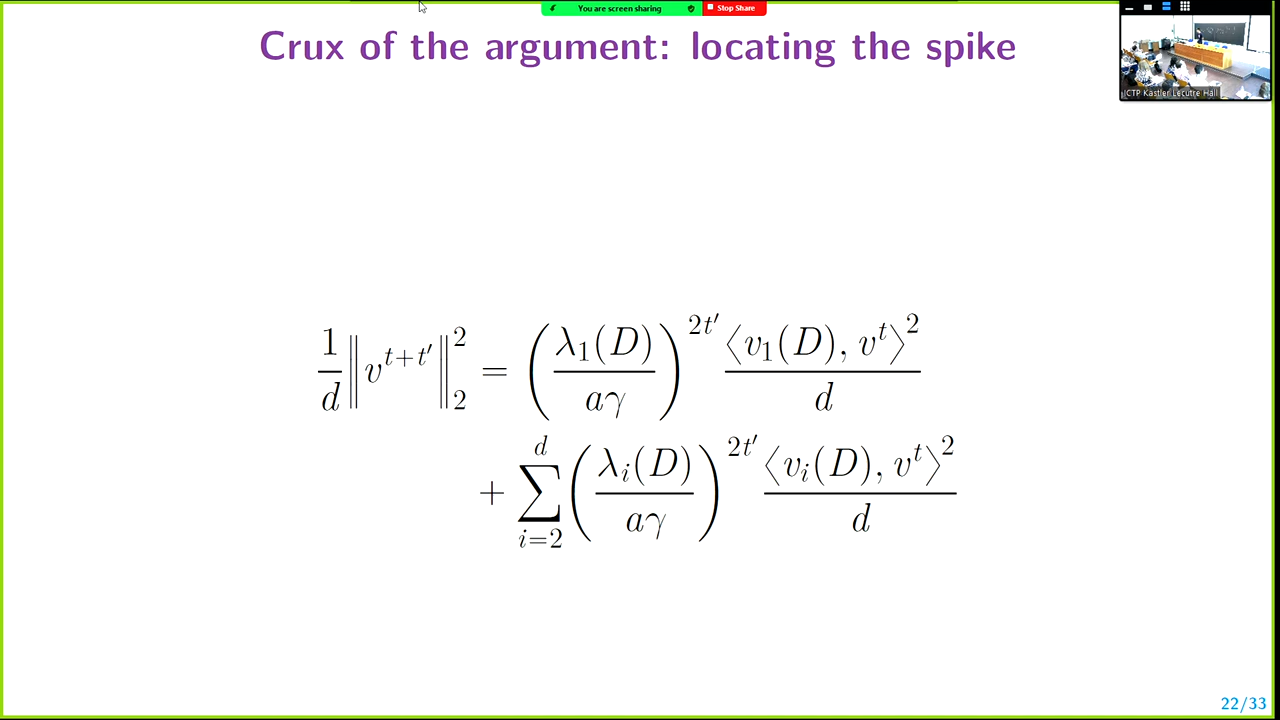 You are screen sharing
Stop Share
Crux of the argument: locating the spike
ICTP Kastler Lecutre Hall
\frac{1}{d} \left\| v^{t+t'} \right\|_2^2 = \left( \frac{\lambda_1(D)}{a\gamma} \right)^{2t'} \frac{\langle v_1(D), v^t \rangle^2}{d}
+ \sum_{i=2}^{d} \left( \frac{\lambda_i(D)}{a\gamma} \right)^{2t'} \frac{\langle v_i(D), v^t \rangle^2}{d}
22/33